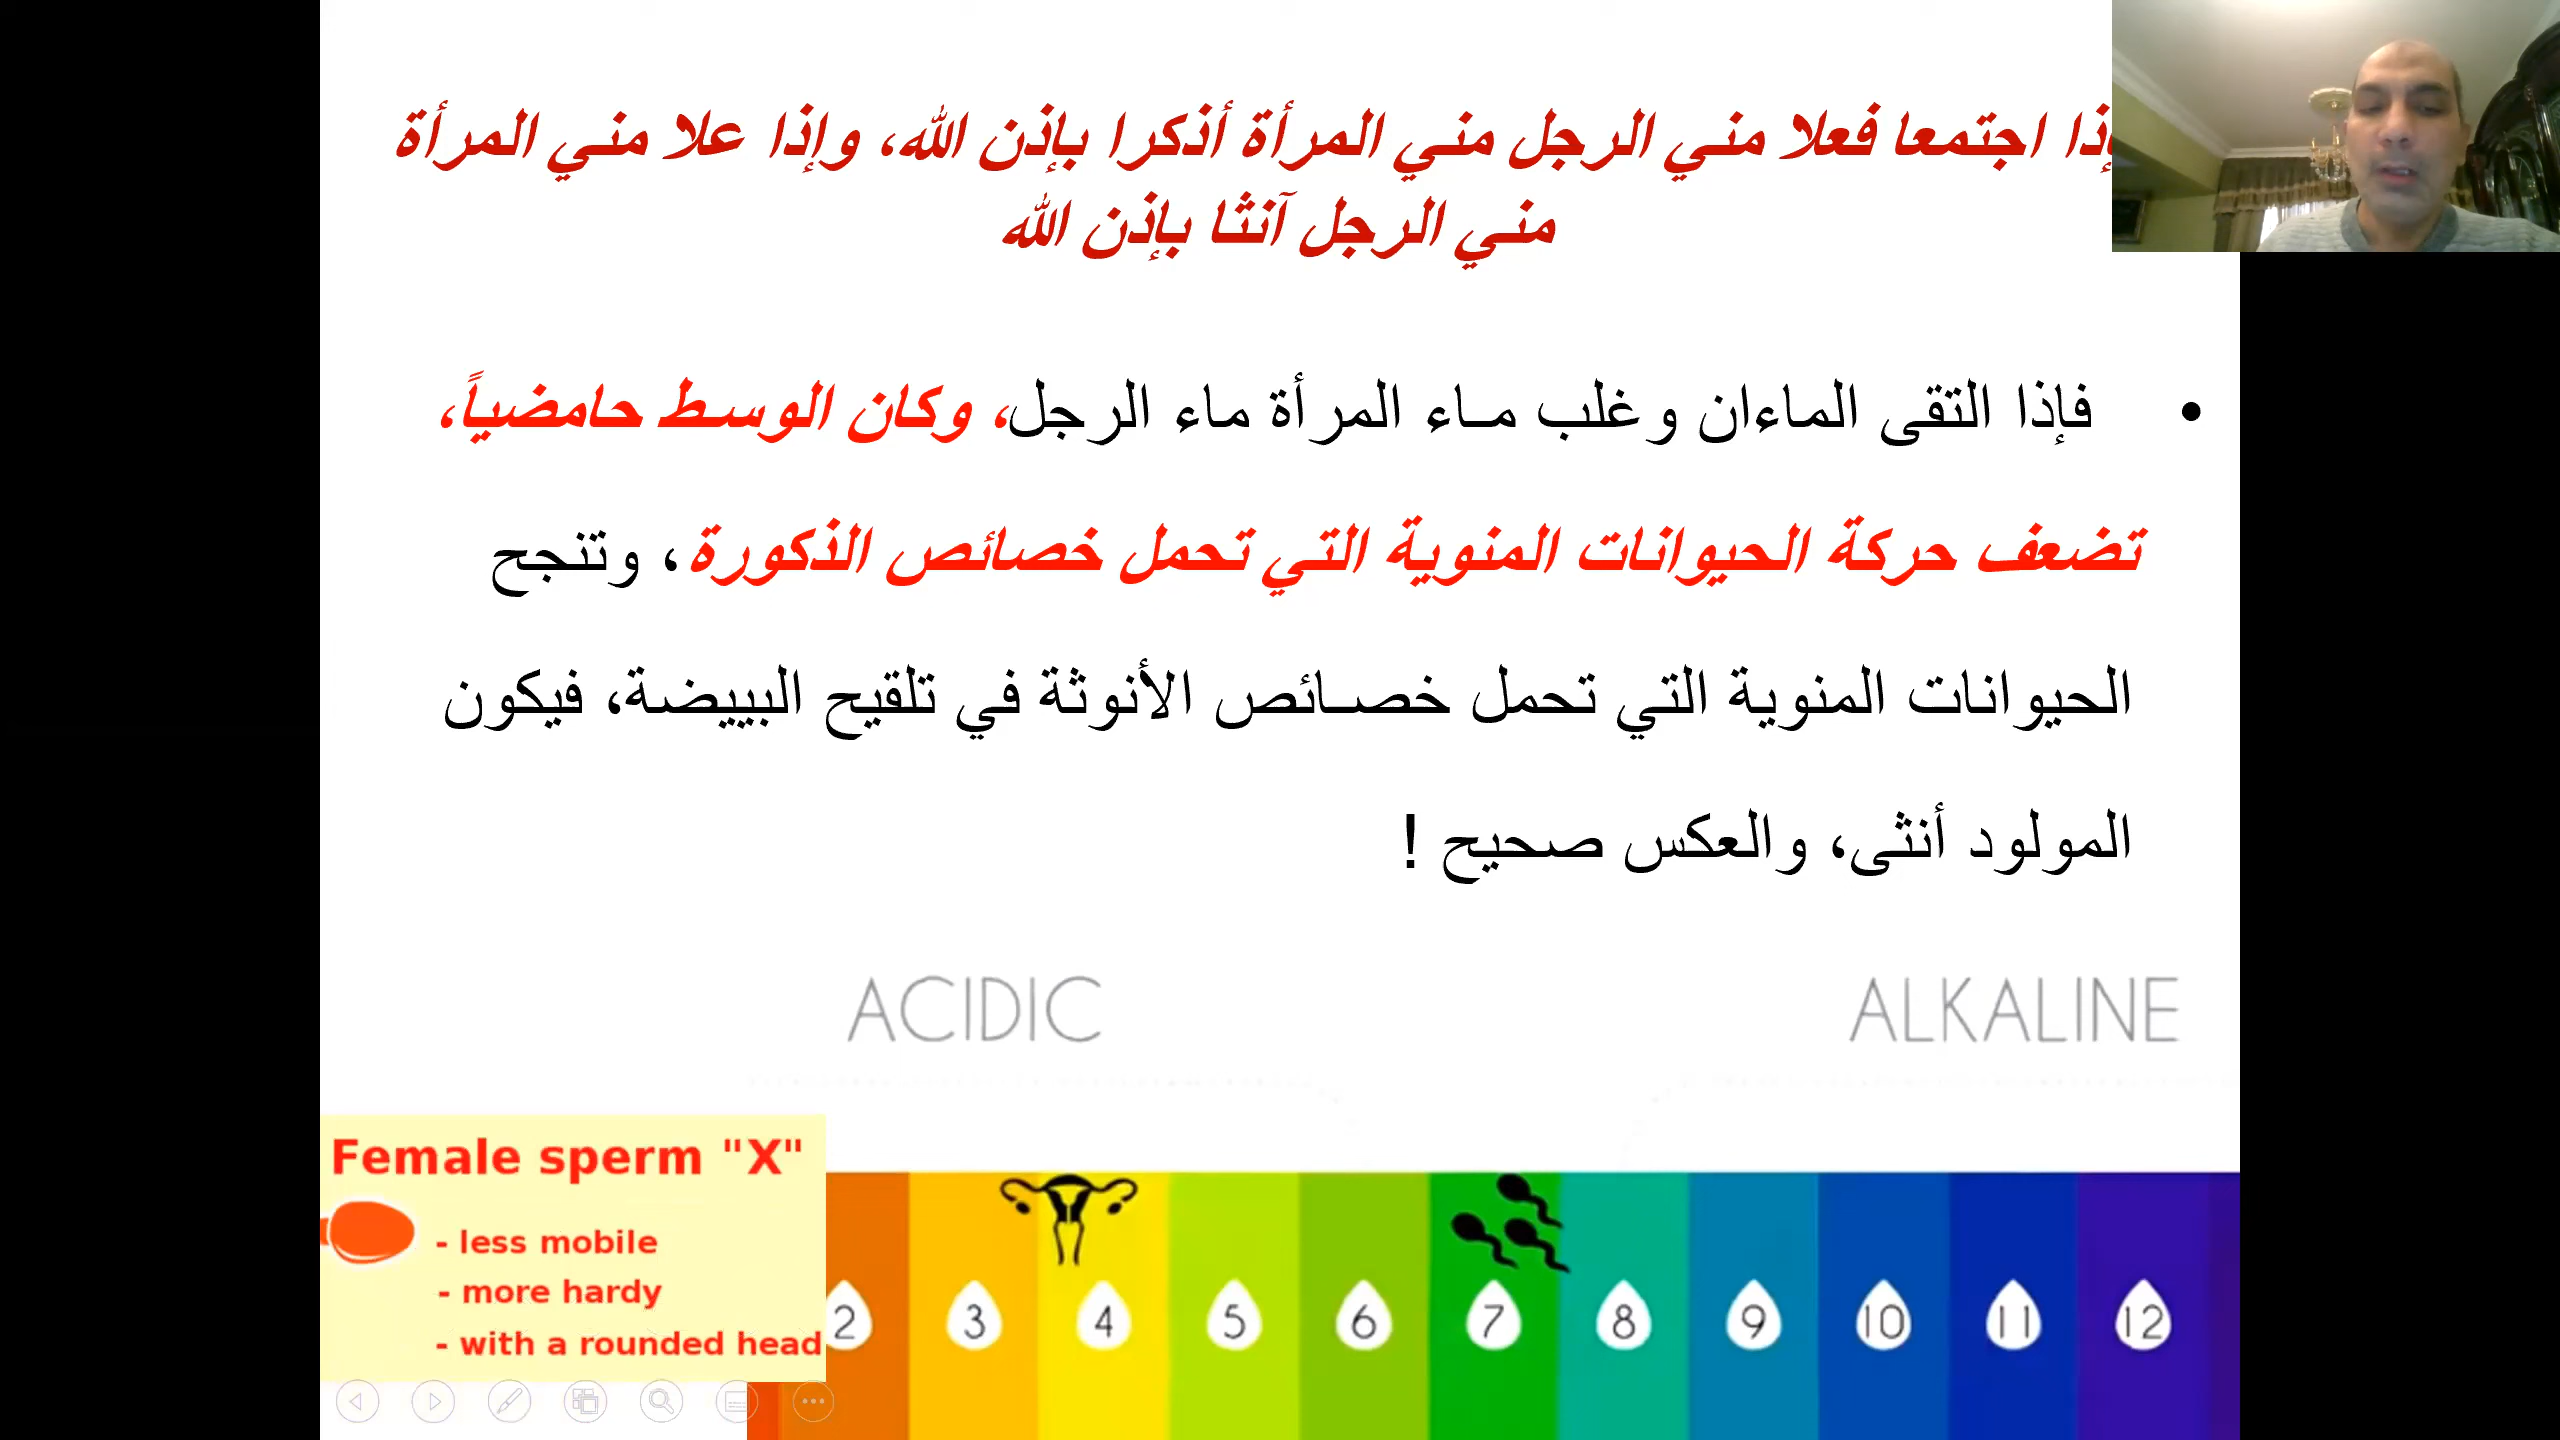 إذا اجتمعا فعلا مني الرجل مني المرأة أذكرا بإذن الله، وإذا علا مني المرأة
مني الرجل آنثا بإذن الله
• فإذا التقى الماءان وغلب ماء المرأة ماء الرجل، وكان الوسط حامضياً،
تضعف حركة الحيوانات المنوية التي تحمل خصائص الذكورة، وتنجح
الحيوانات المنوية التي تحمل خصائص الأنوثة في تلقيح البييضة، فيكون
المولود أنثى، والعكس صحيح !
ACIDIC ALKALINE
Female sperm "X"
- less mobile
- more hardy
- with a rounded head
2 3 4 5 6 7 8 9 10 11 12